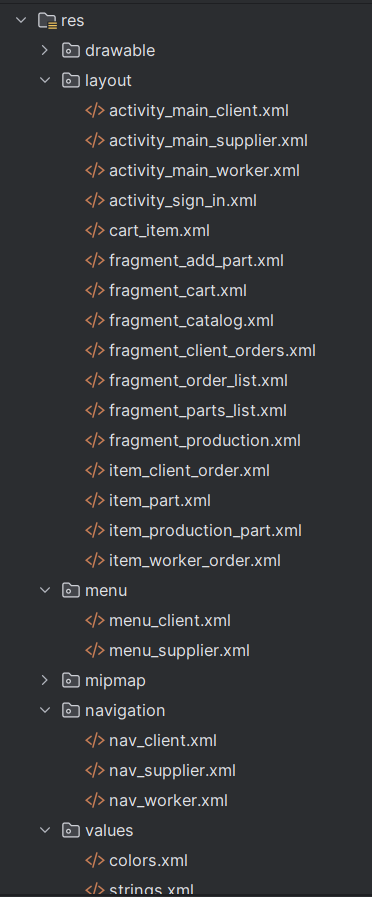 res
drawable
layout
activity_main_client.xml
activity_main_supplier.xml
activity_main_worker.xml
activity_sign_in.xml
cart_item.xml
fragment_add_part.xml
fragment_cart.xml
fragment_catalog.xml
fragment_client_orders.xml
fragment_order_list.xml
fragment_parts_list.xml
fragment_production.xml
item_client_order.xml
item_part.xml
item_production_part.xml
item_worker_order.xml
menu
menu_client.xml
menu_supplier.xml
mipmap
navigation
nav_client.xml
nav_supplier.xml
nav_worker.xml
values
colors.xml
strings.xml